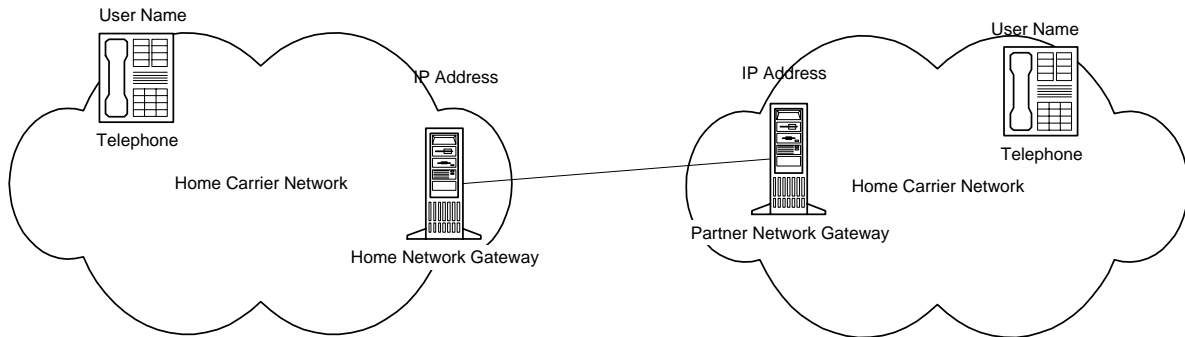 User Name
Telephone
IP Address
Home Carrier Network
Home Network Gateway
User Name
IP Address
Telephone
Home Carrier Network
Partner Network Gateway